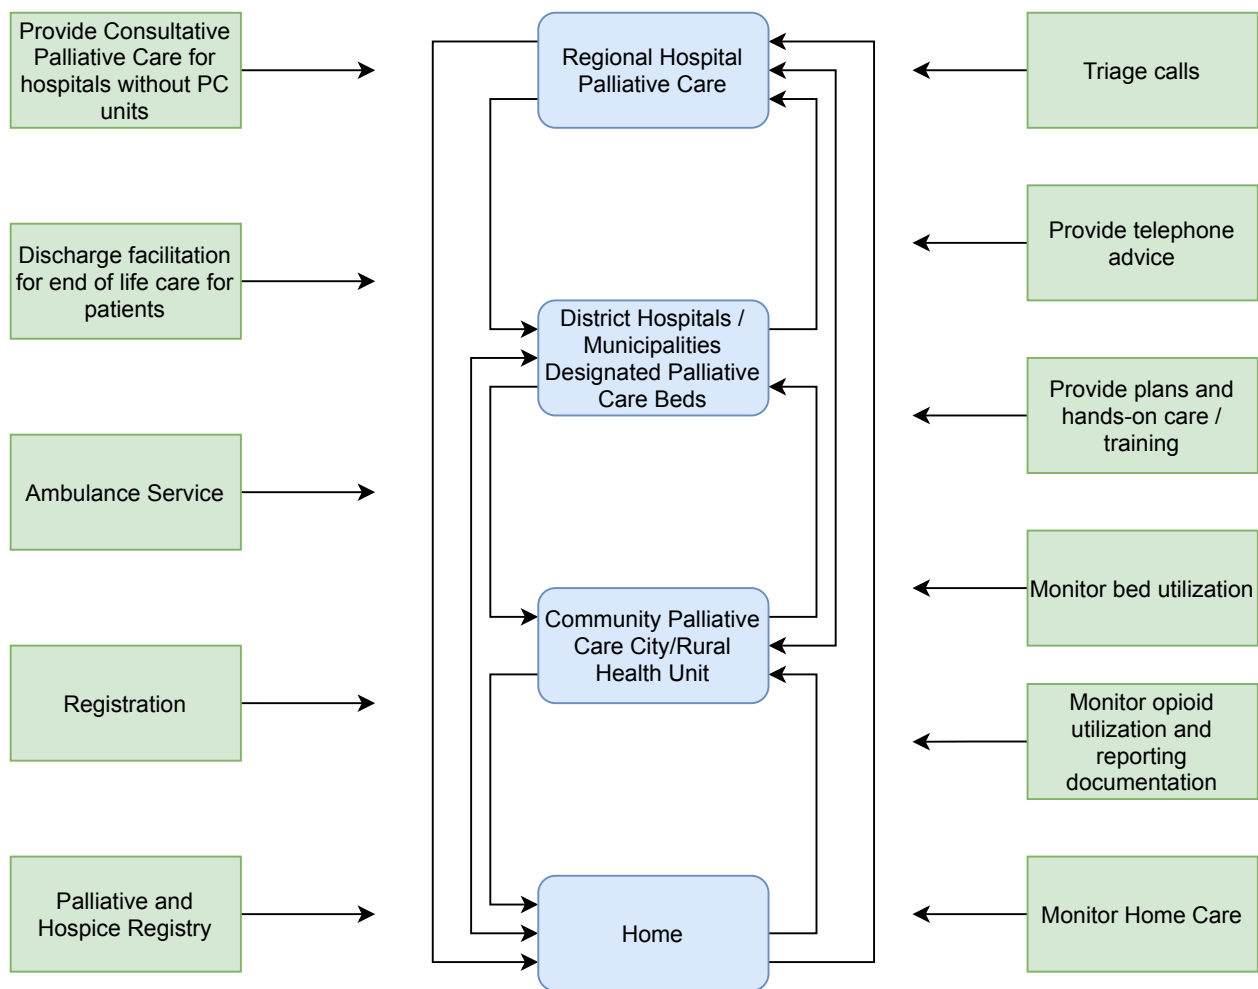 Provide Consultative
Palliative Care for
hospitals without PC
units
Discharge facilitation
for end of life care for
patients
Ambulance Service
Registration
Palliative and
Hospice Registry
Regional Hospital
Palliative Care
District Hospitals /
Municipalities
Designated Palliative
Care Beds
Community Palliative
Care City/Rural
Health Unit
Home
Triage calls
Provide telephone
advice
Provide plans and
hands-on care /
training
Monitor bed utilization
Monitor opioid
utilization and
reporting
documentation
Monitor Home Care